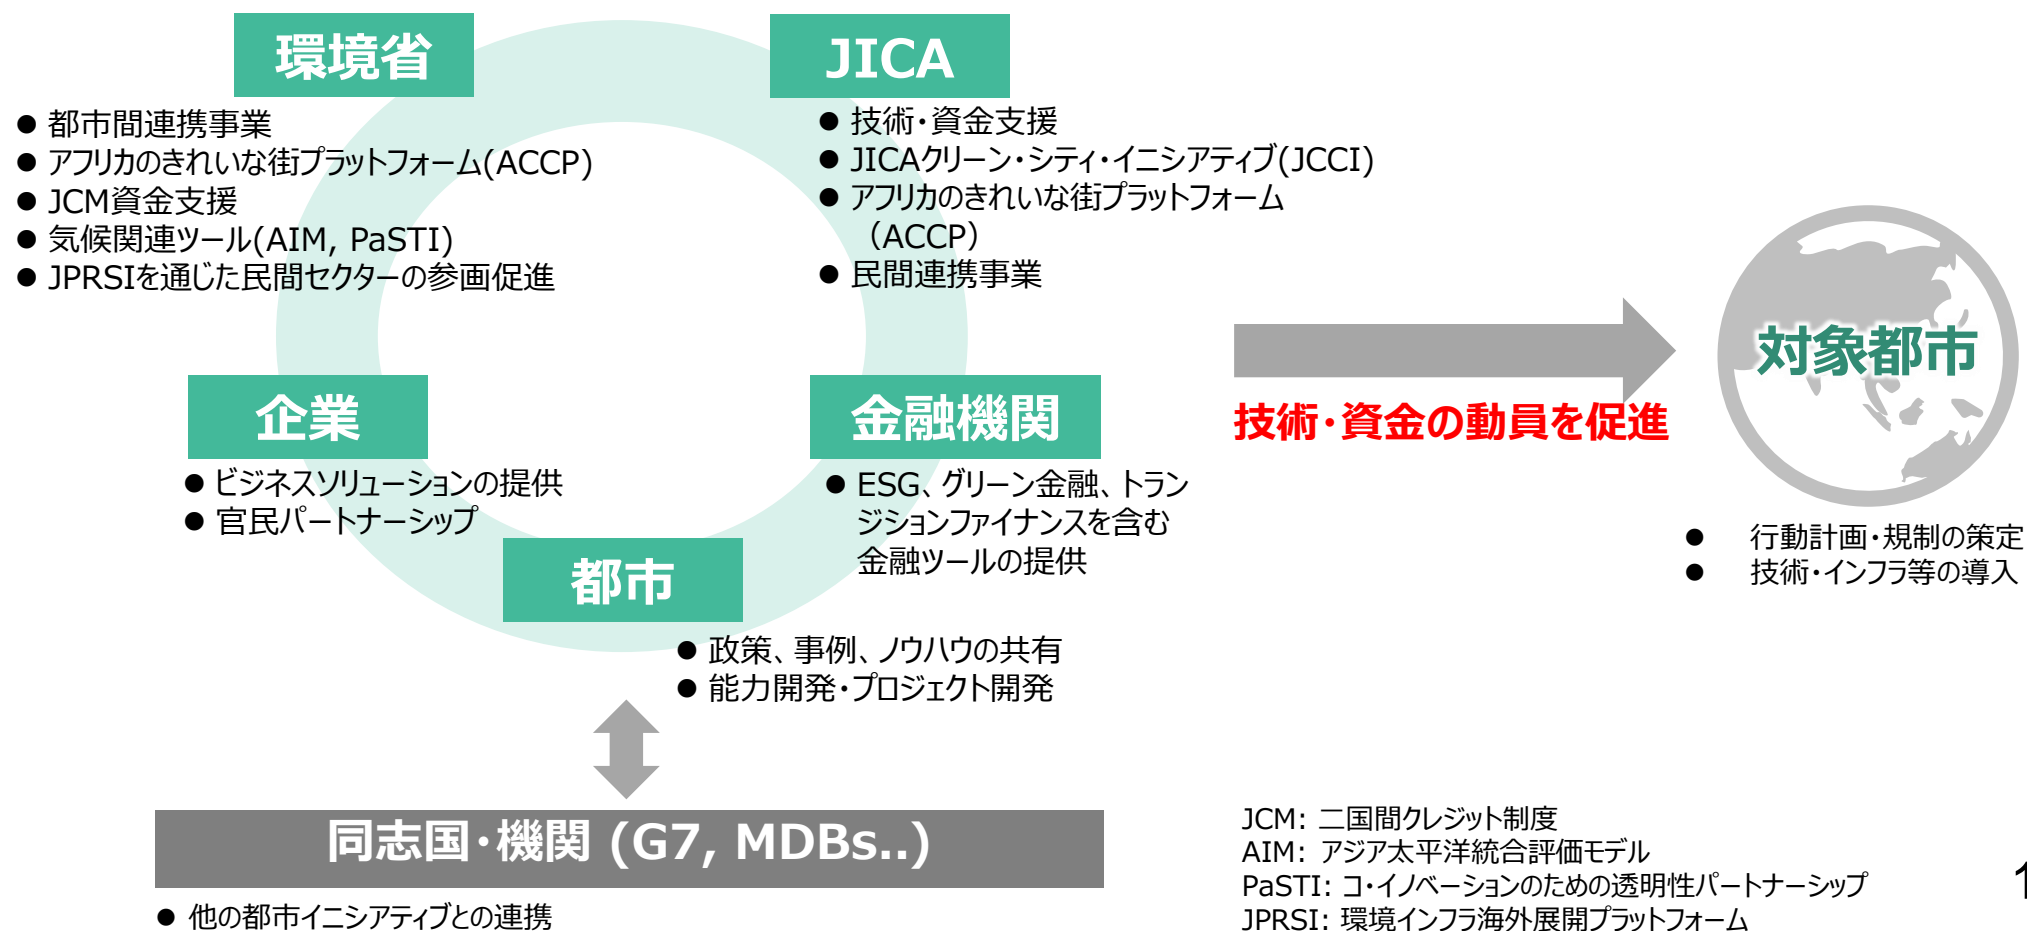 環境省
● 都市間連携事業
● アフリカのきれいな街プラットフォーム(ACCP)
● JCM資金支援
● 気候関連ツール(AIM, PaSTI)
● JPRSIを通じた民間セクターの参画促進
JICA
● 技術・資金支援
● JICAクリーン・シティ・イニシアティブ(JCCI)
● アフリカのきれいな街プラットフォーム
（ACCP）
● 民間連携事業
企業
● ビジネスソリューションの提供
● 官民パートナーシップ
金融機関
● ESG、グリーン金融、トラン
ジションファイナンスを含む
金融ツールの提供
都市
● 政策、事例、ノウハウの共有
● 能力開発・プロジェクト開発
技術・資金の動員を促進
対象都市
● 行動計画・規制の策定
● 技術・インフラ等の導入
同志国・機関 (G7, MDBs..)
● 他の都市イニシアティブとの連携
JCM: 二国間クレジット制度
AIM: アジア太平洋統合評価モデル
PaSTI: コ・イノベーションのための透明性パートナーシップ
JPRSI: 環境インフラ海外展開プラットフォーム